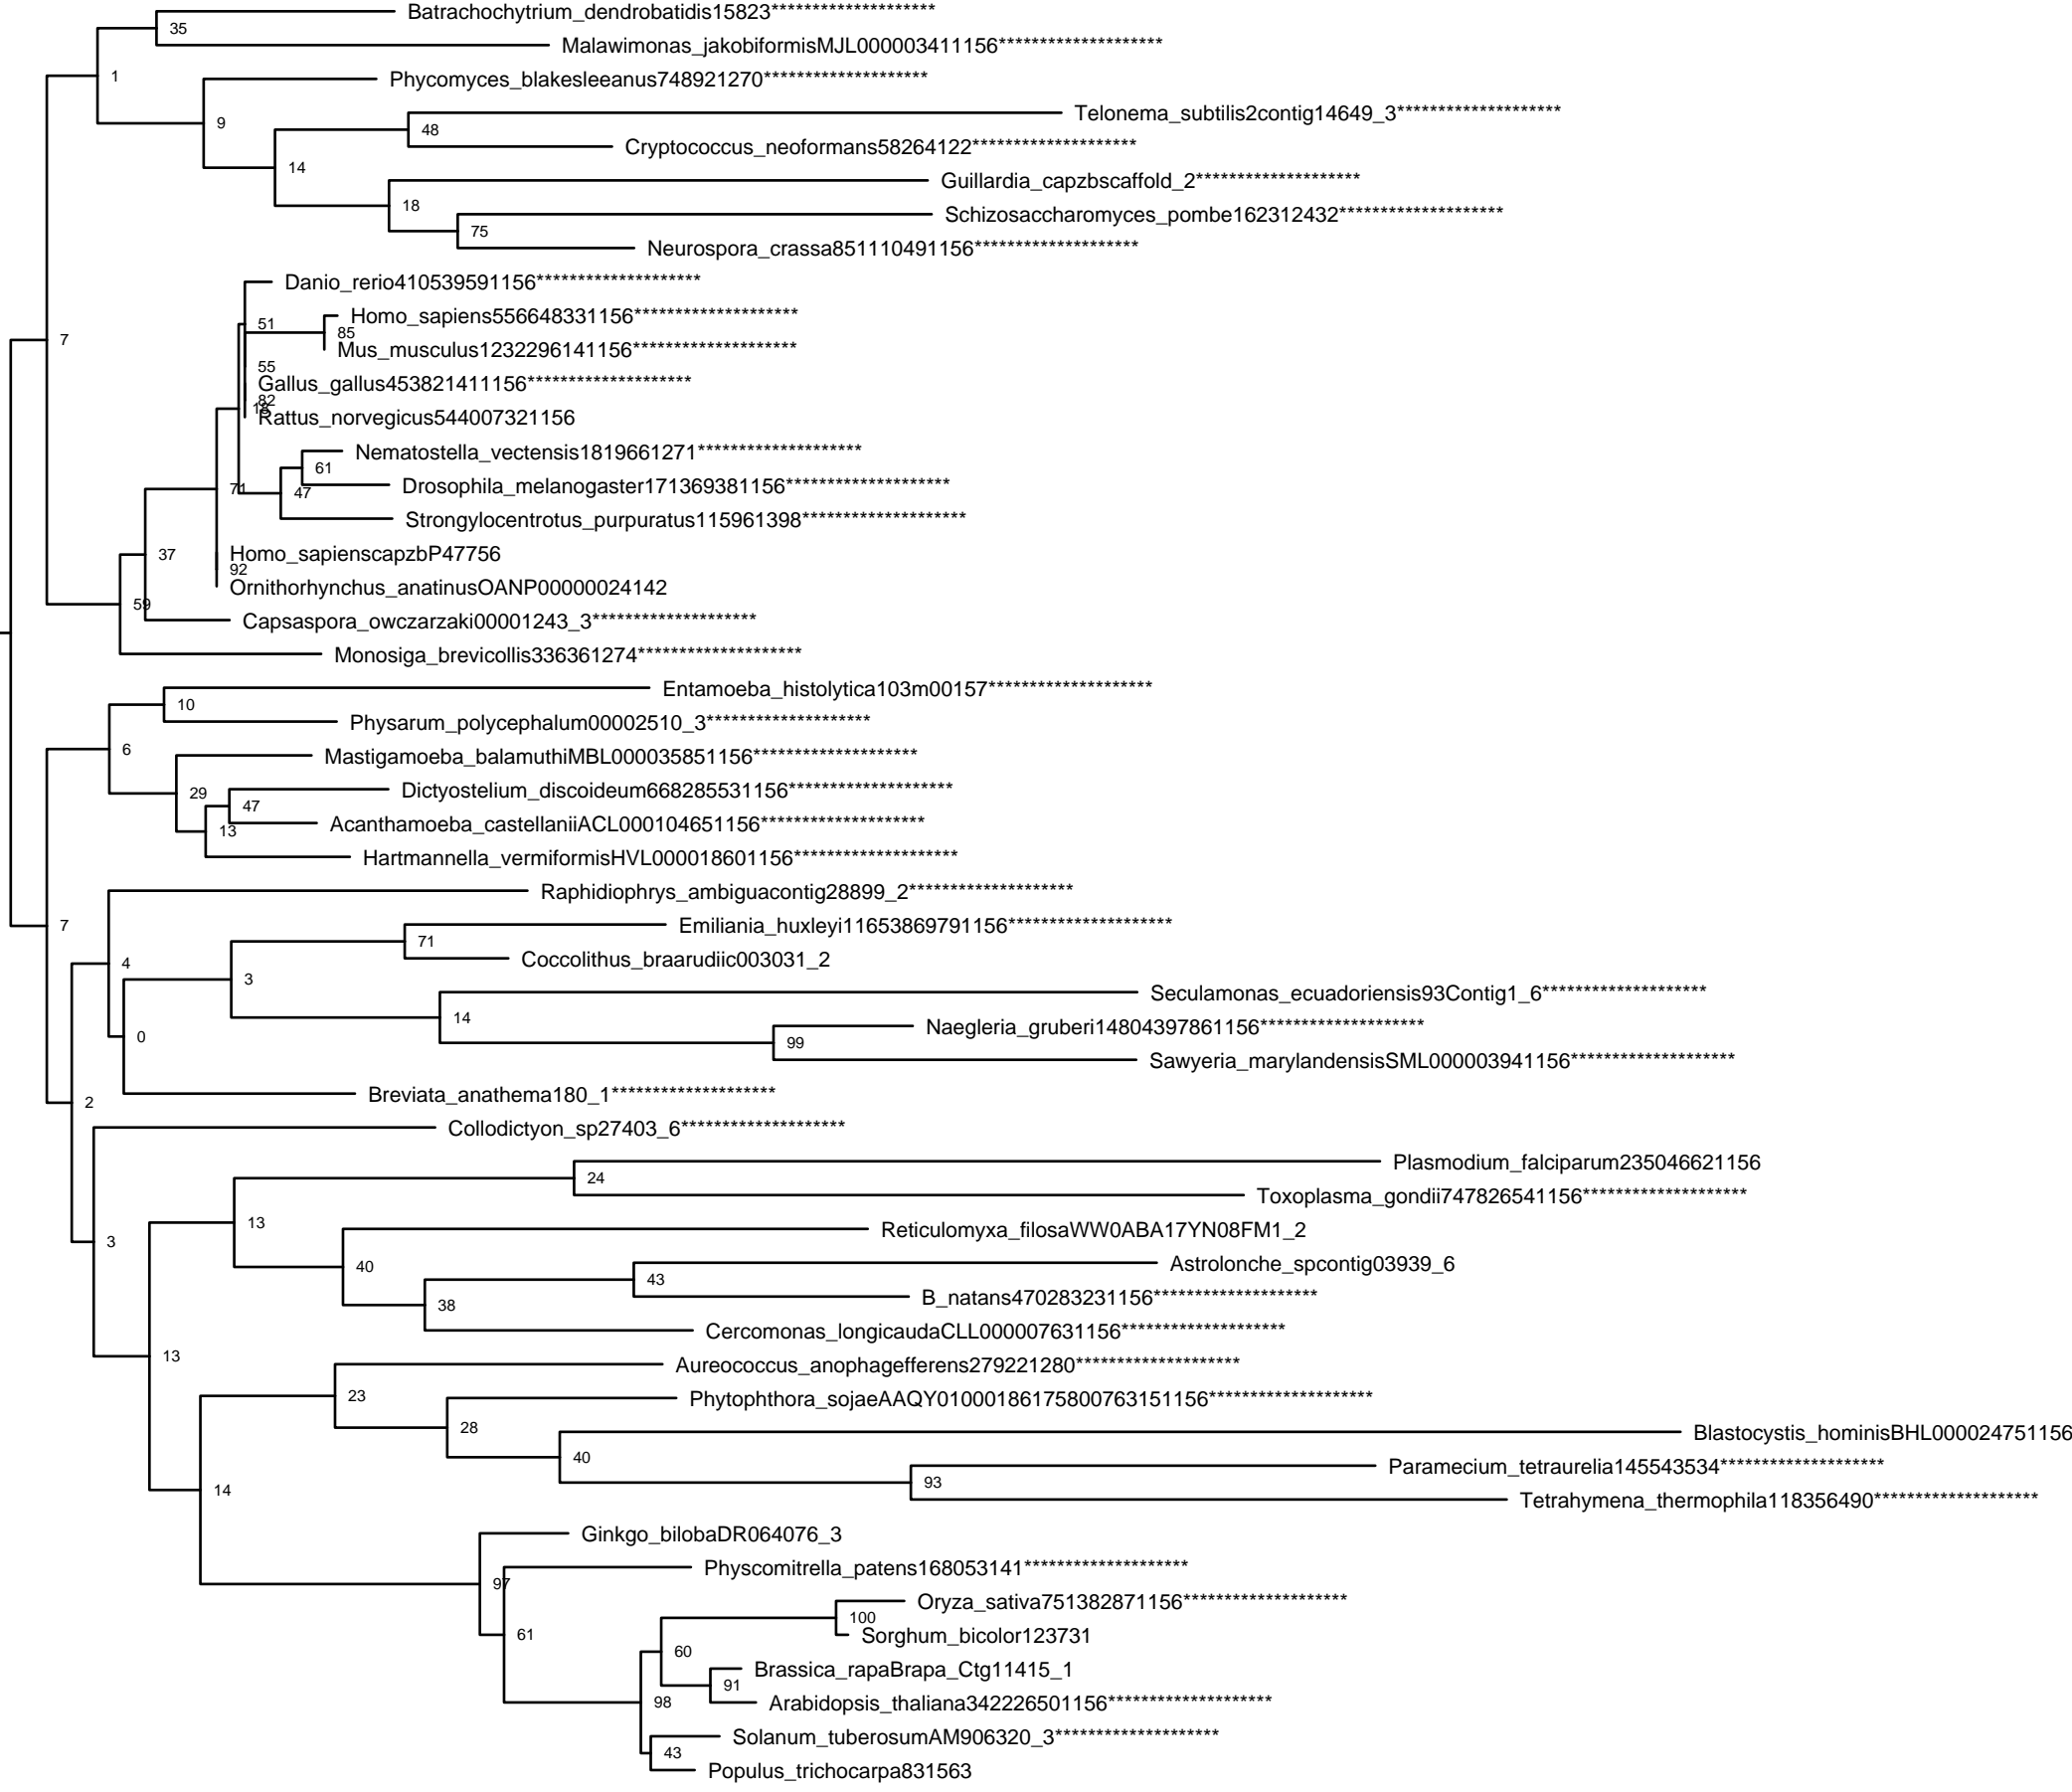 Batrachochytrium_dendrobatidis15823********************
35
Malawimonas_jakobiformisMJL000003411156********************
1
Phycomyces_blakesleeanus748921270********************
9
Telonema_subtilis2contig14649_3********************
48
Cryptococcus_neoformans58264122********************
14
Guillardia_capzbscaffold_2********************
18
Schizosaccharomyces_pombe162312432********************
75
Neurospora_crassa851110491156********************
Danio_rerio410539591156********************
Homo_sapiens556648331156********************
51
85
7
Mus_musculus1232296141156********************
55
Gallus_gallus453821411156********************
82
Rattus_norvegicus544007321156
Nematostella_vectensis1819661271********************
61
Drosophila_melanogaster171369381156********************
71
47
Strongylocentrotus_purpuratus115961398********************
37
Homo_sapienscapzbP47756
92
Ornithorhynchus_anatinusOANP00000024142
59
Capsaspora_owczarzaki00001243_3********************
Monosiga_brevicollis336361274********************
Entamoeba_histolytica103m00157********************
10
Physarum_polycephalum00002510_3********************
6
Mastigamoeba_balamuthiMBL000035851156********************
29
Dictyostelium_discoideum668285531156********************
47
Acanthamoeba_castellaniiACL000104651156********************
13
Hartmannella_vermiformisHVL000018601156********************
Raphidiophrys_ambiguacontig28899_2********************
7
Emiliania_huxleyi11653869791156********************
71
Coccolithus_braarudiic003031_2
4
3
Seculamonas_ecuadoriensis93Contig1_6********************
14
Naegleria_gruberi14804397861156********************
0
99
Sawyeria_marylandensisSML000003941156********************
Breviata_anathema180_1********************
2
Collodictyon_sp27403_6********************
Plasmodium_falciparum235046621156
24
Toxoplasma_gondii747826541156********************
13
Reticulomyxa_filosaWW0ABA17YN08FM1_2
3
40
Astrolonche_spcontig03939_6
43
B_natans470283231156********************
38
Cercomonas_longicaudaCLL000007631156********************
13
Aureococcus_anophagefferens279221280********************
23
Phytophthora_sojaeAAQY01000186175800763151156********************
28
Blastocystis_hominisBHL000024751156
40
Paramecium_tetraurelia145543534********************
93
14
Tetrahymena_thermophila118356490********************
Ginkgo_bilobaDR064076_3
Physcomitrella_patens168053141********************
97
Oryza_sativa751382871156********************
100
61
Sorghum_bicolor123731
60
Brassica_rapaBrapa_Ctg11415_1
91
98
Arabidopsis_thaliana342226501156********************
Solanum_tuberosumAM906320_3********************
43
Populus_trichocarpa831563